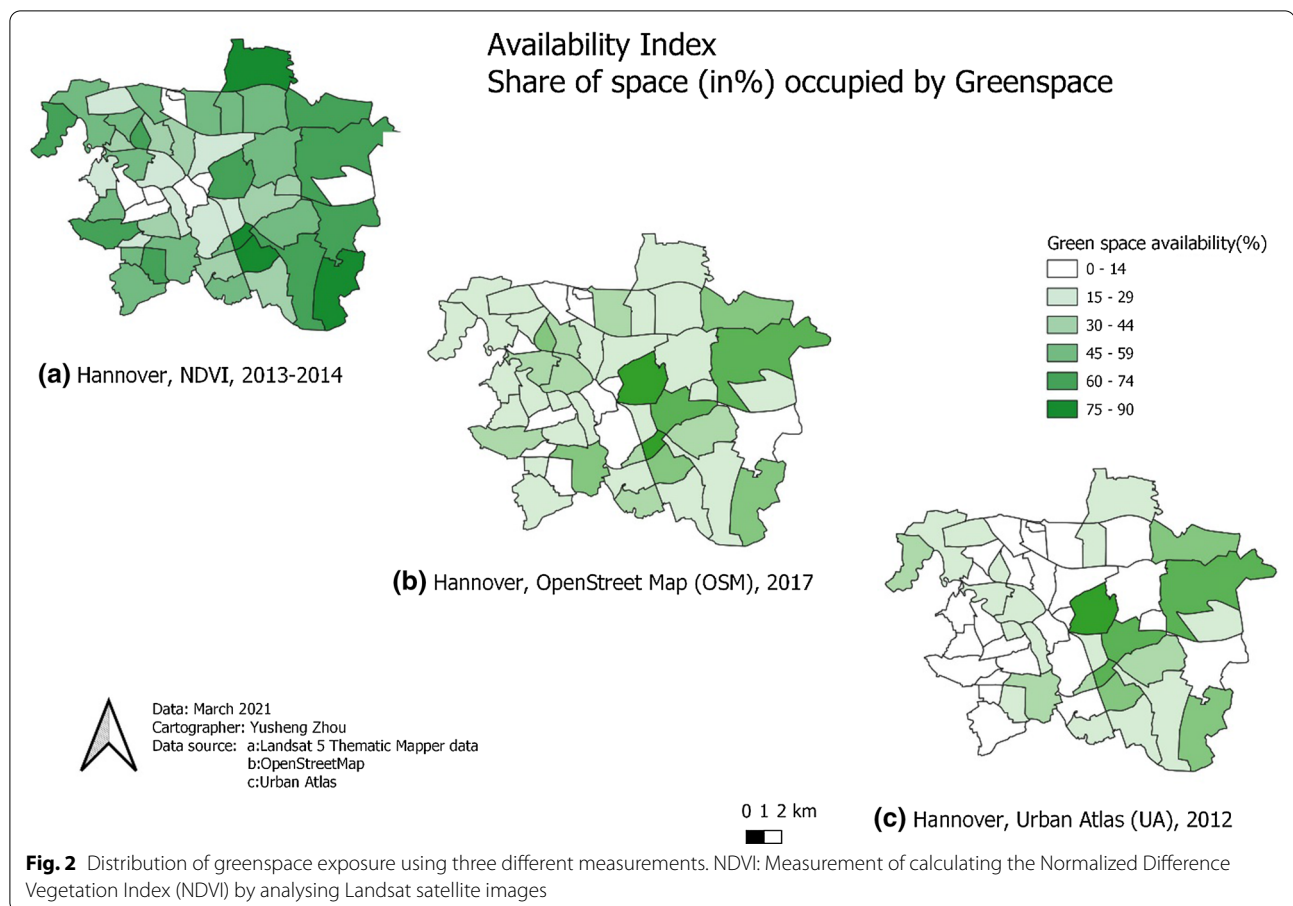 Availability Index
Share of space (in%) occupied by Greenspace
(a) Hannover, NDVI, 2013-2014
Green space availability(%)
0 - 14
15 - 29
30 - 44
45 - 59
60 - 74
75 - 90
(b) Hannover, OpenStreet Map (OSM), 2017
Data: March 2021
Cartographer: Yusheng Zhou
Data source: a:Landsat 5 Thematic Mapper data
b:OpenStreetMap
c:Urban Atlas
0 1 2 km
(c) Hannover, Urban Atlas (UA), 2012
Fig. 2 Distribution of greenspace exposure using three different measurements. NDVI: Measurement of calculating the Normalized Difference
Vegetation Index (NDVI) by analysing Landsat satellite images